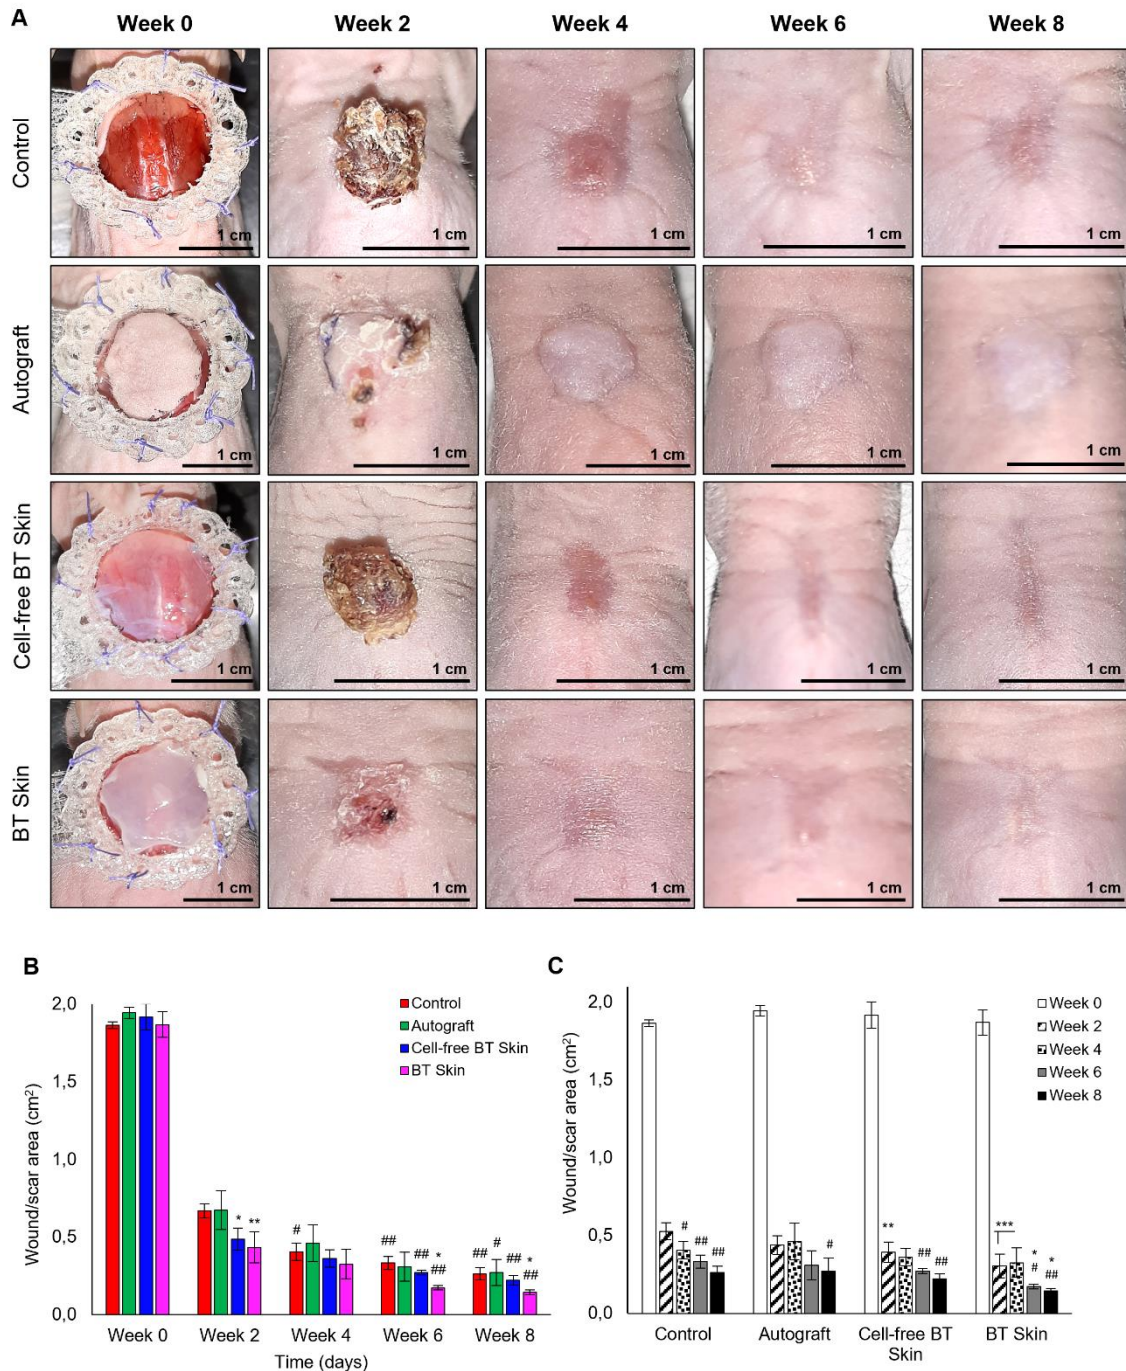 A
Week 0 Week 2 Week 4 Week 6 Week 8
Control
1 cm 1 cm 1 cm 1 cm 1 cm
Autograft
1 cm 1 cm 1 cm 1 cm 1 cm
Cell-free BT Skin
1 cm 1 cm 1 cm 1 cm 1 cm
BT Skin
1 cm 1 cm 1 cm 1 cm 1 cm
B
Wound/scar area (cm²)
2,0
1,5
1,0
0,5
0,0
Control
Autograft
Cell-free BT Skin
BT Skin
* **
#
## ## * ##
## # ## * ##
Week 0 Week 2 Week 4 Week 6 Week 8
Time (days)
C
Wound/scar area (cm²)
2,0
1,5
1,0
0,5
0,0
Week 0
Week 2
Week 4
Week 6
Week 8
# ## ##
#
** ## ##
*** * # * ##
Control Autograft Cell-free BT BT Skin
Skin